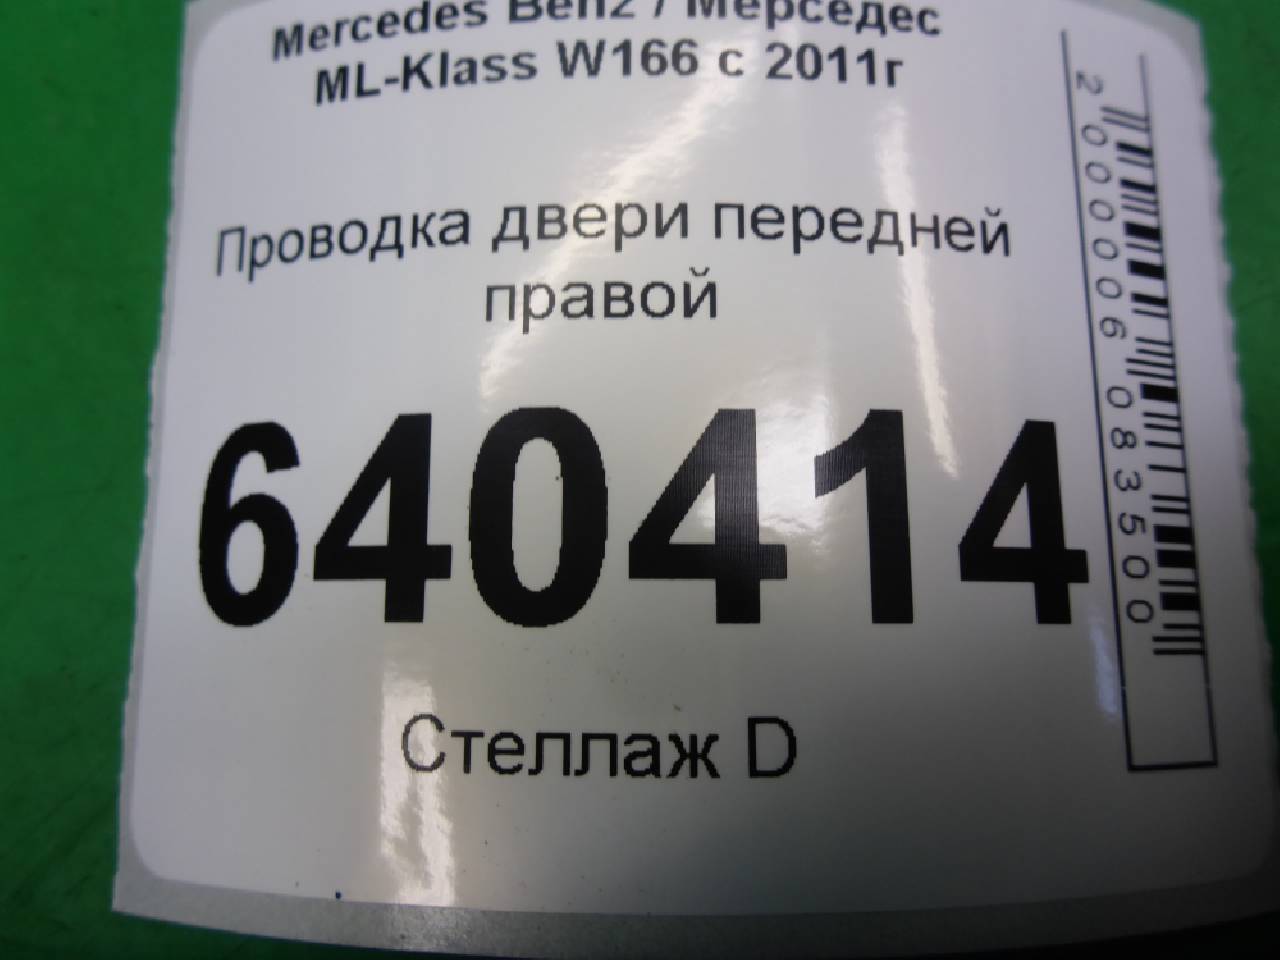 Mercedes Benz / Мерседес
ML-Klass W166 с 2011г
Проводка двери передней
правой
640414
Стеллаж D
2000006083500